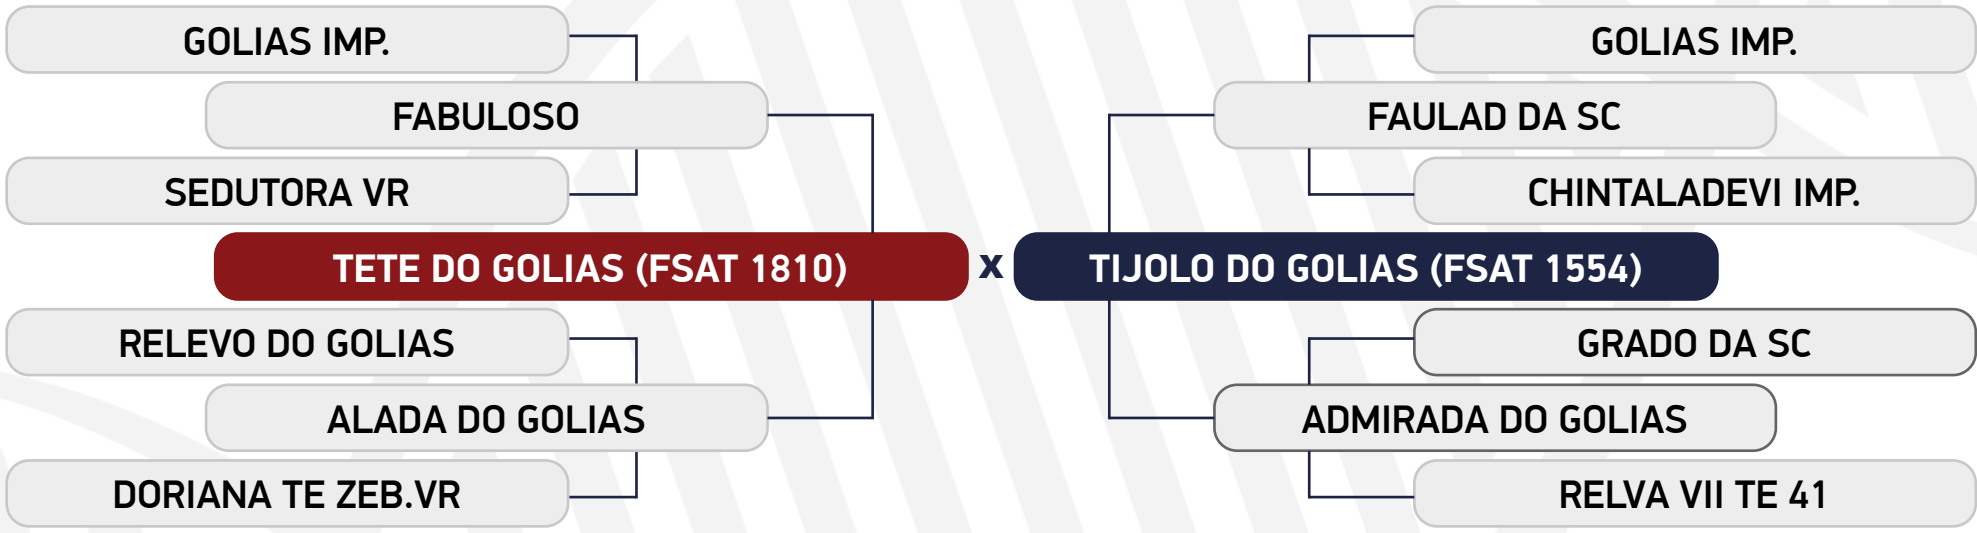 GOLIAS IMP.
GOLIAS IMP.
FABULOSO
FAULAD DA SC
SEDUTORA VR
CHINTALADEVI IMP.
TETE DO GOLIAS (FSAT 1810) x TIJOLO DO GOLIAS (FSAT 1554)
RELEVO DO GOLIAS
GRADO DA SC
ALADA DO GOLIAS
ADMIRADA DO GOLIAS
DORIANA TE ZEB.VR
RELVA VII TE 41